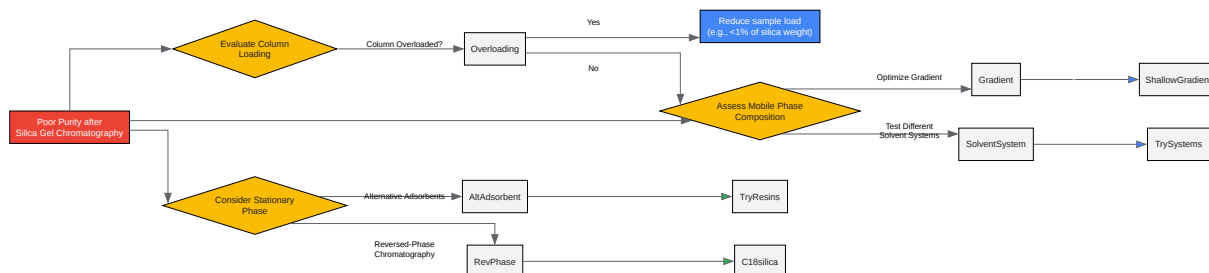 Poor Purity after
Silica Gel Chromatography
Evaluate Column
Loading
Column Overloaded?
Overloading
Yes
No
Reduce sample load
(e.g., <1% of silica weight)
Assess Mobile Phase
Composition
Optimize Gradient
Gradient
ShallowGradient
Test Different
Solvent Systems
SolventSystem
TrySystems
Consider Stationary
Phase
Alternative Adsorbents
AltAdsorbent
TryResins
Reversed-Phase
Chromatography
RevPhase
C18silica